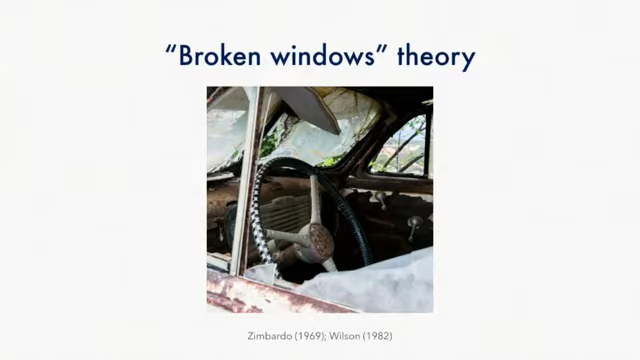 “Broken windows” theory
Zimbardo (1969); Wilson (1982)